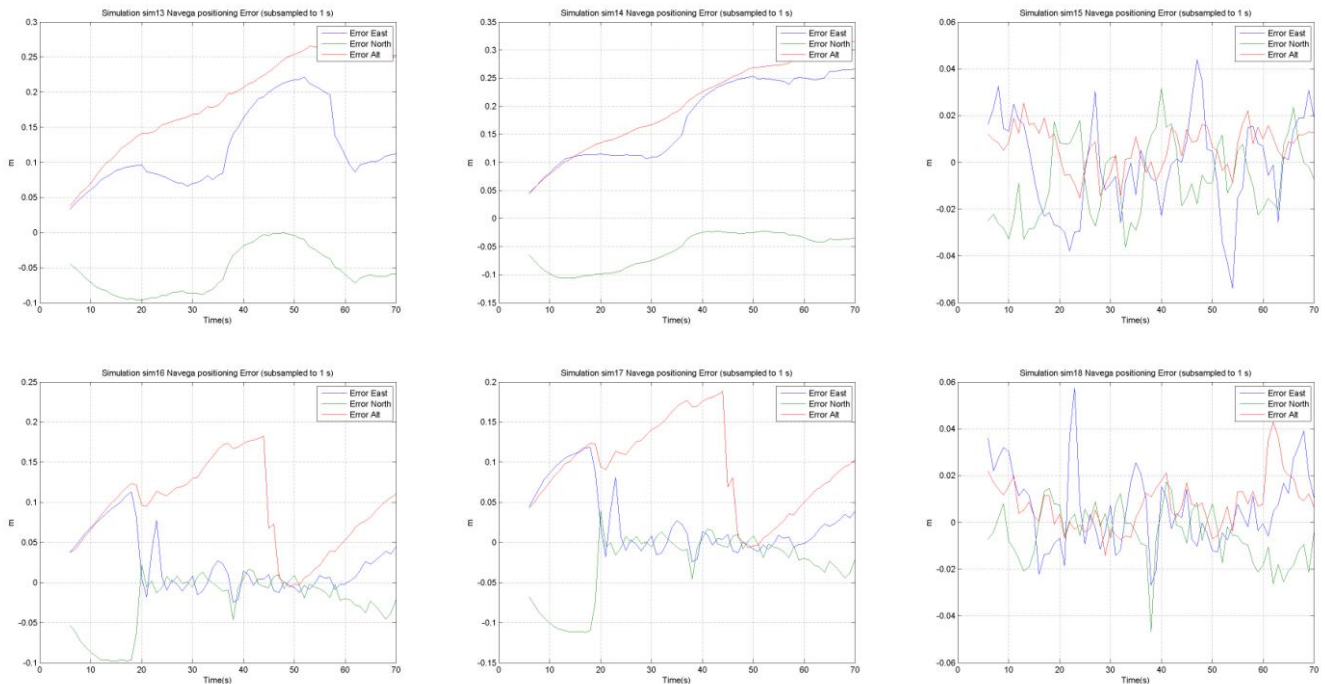 Simulation sim13 Navega positioning Error (subsampled to 1 s)
Error East
Error North
Error Alt
0.3
0.25
0.2
0.15
0.1
0.05
0
-0.05
-0.1
m
0 10 20 30 40 50 60 70
Time(s)
Simulation sim14 Navega positioning Error (subsampled to 1 s)
Error East
Error North
Error Alt
0.35
0.3
0.25
0.2
0.15
0.1
0.05
0
-0.05
-0.1
-0.15
m
0 10 20 30 40 50 60 70
Time(s)
Simulation sim15 Navega positioning Error (subsampled to 1 s)
Error East
Error North
Error Alt
0.06
0.04
0.02
0
-0.02
-0.04
-0.06
m
0 10 20 30 40 50 60 70
Time(s)
Simulation sim16 Navega positioning Error (subsampled to 1 s)
Error East
Error North
Error Alt
0.25
0.2
0.15
0.1
0.05
0
-0.05
-0.1
m
0 10 20 30 40 50 60 70
Time(s)
Simulation sim17 Navega positioning Error (subsampled to 1 s)
Error East
Error North
Error Alt
0.2
0.15
0.1
0.05
0
-0.05
-0.1
-0.15
m
0 10 20 30 40 50 60 70
Time(s)
Simulation sim18 Navega positioning Error (subsampled to 1 s)
Error East
Error North
Error Alt
0.06
0.04
0.02
0
-0.02
-0.04
-0.06
m
0 10 20 30 40 50 60 70
Time(s)